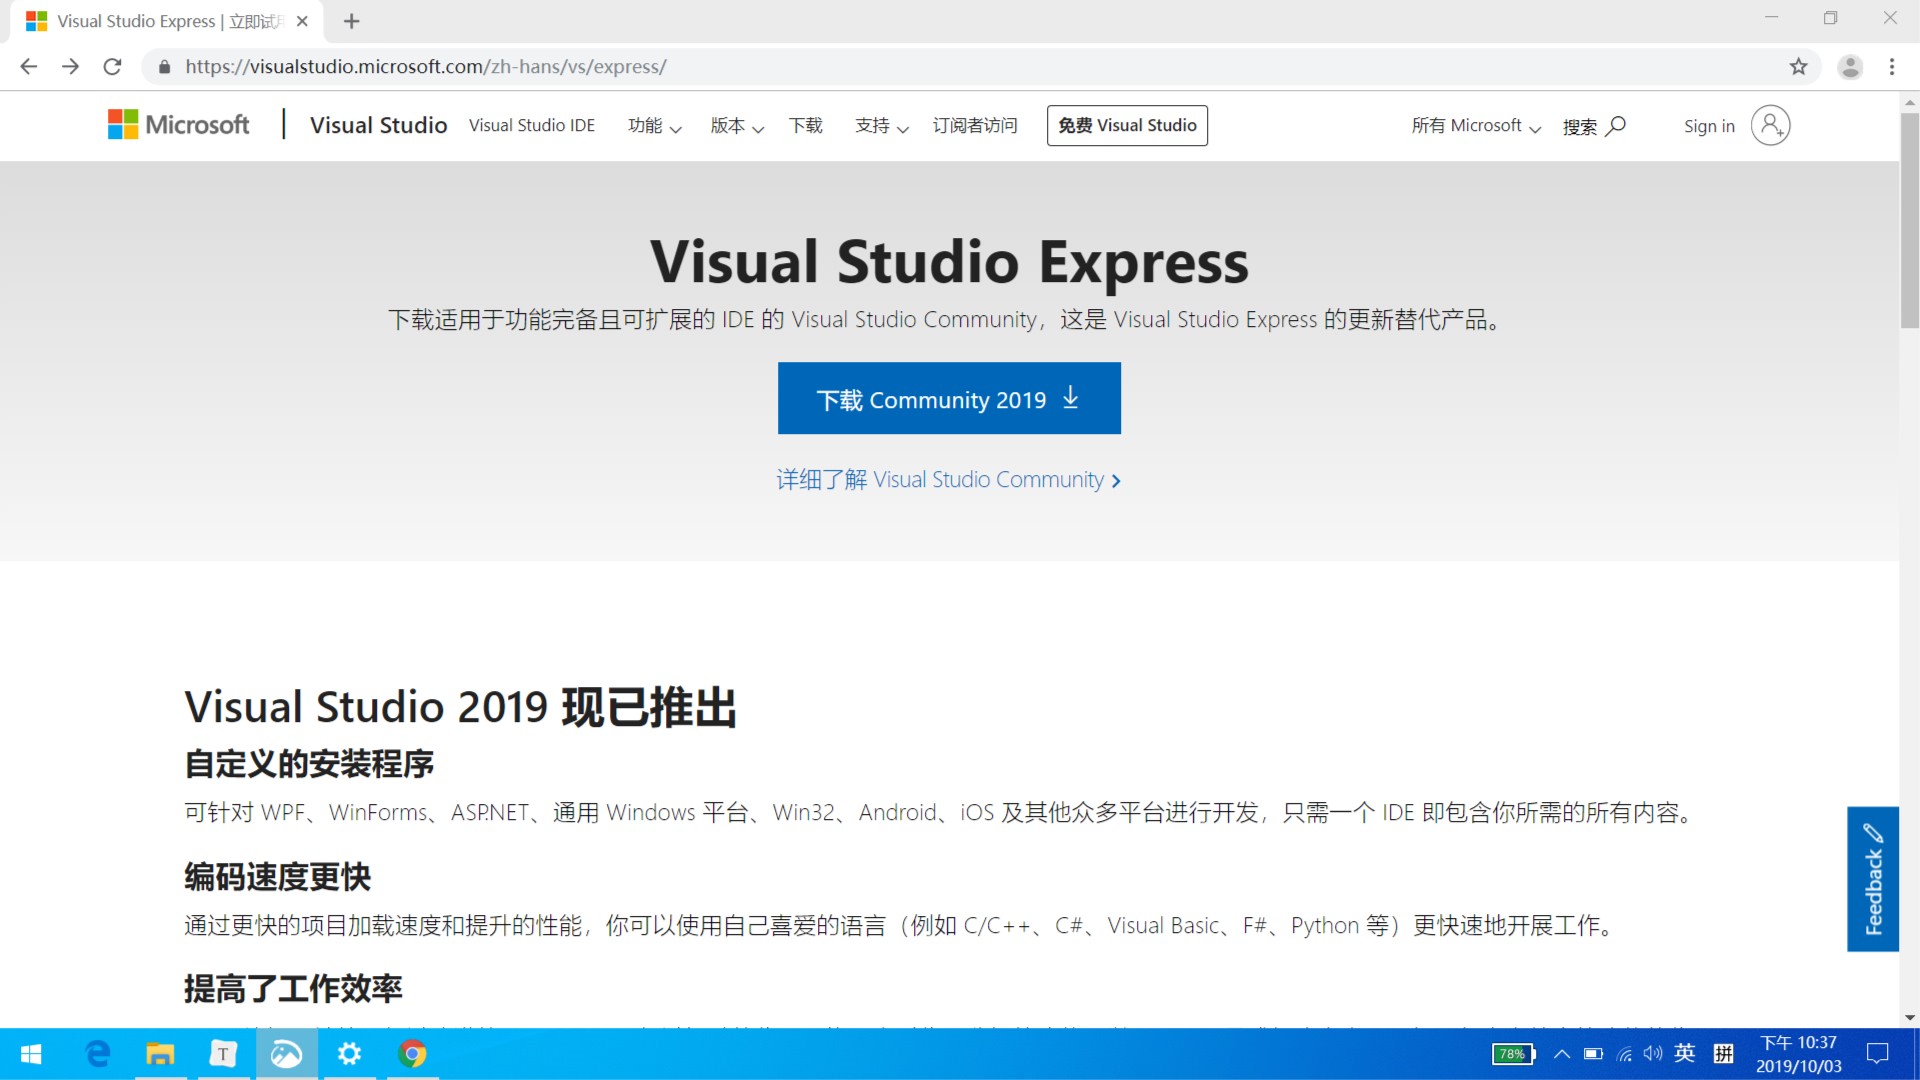 Visual Studio Express | 立即试用
https://visualstudio.microsoft.com/zh-hans/vs/express/
Microsoft | Visual Studio Visual Studio IDE 功能 版本 下载 支持 订阅者访问 免费 Visual Studio 所有 Microsoft 搜索 Sign in
Visual Studio Express
下载适用于功能完备且可扩展的 IDE 的 Visual Studio Community，这是 Visual Studio Express 的更新替代产品。
下载 Community 2019
详细了解 Visual Studio Community
Visual Studio 2019 现已推出
自定义的安装程序
可针对 WPF、WinForms、ASP.NET、通用 Windows 平台、Win32、Android、iOS 及其他众多平台进行开发，只需一个 IDE 即包含你所需的所有内容。
编码速度更快
通过更快的项目加载速度和提升的性能，你可以使用自己喜爱的语言（例如 C/C++、C#、Visual Basic、F#、Python 等）更快速地开展工作。
提高了工作效率
Feedback
T
78%
英
拼
下午 10:37
2019/10/03